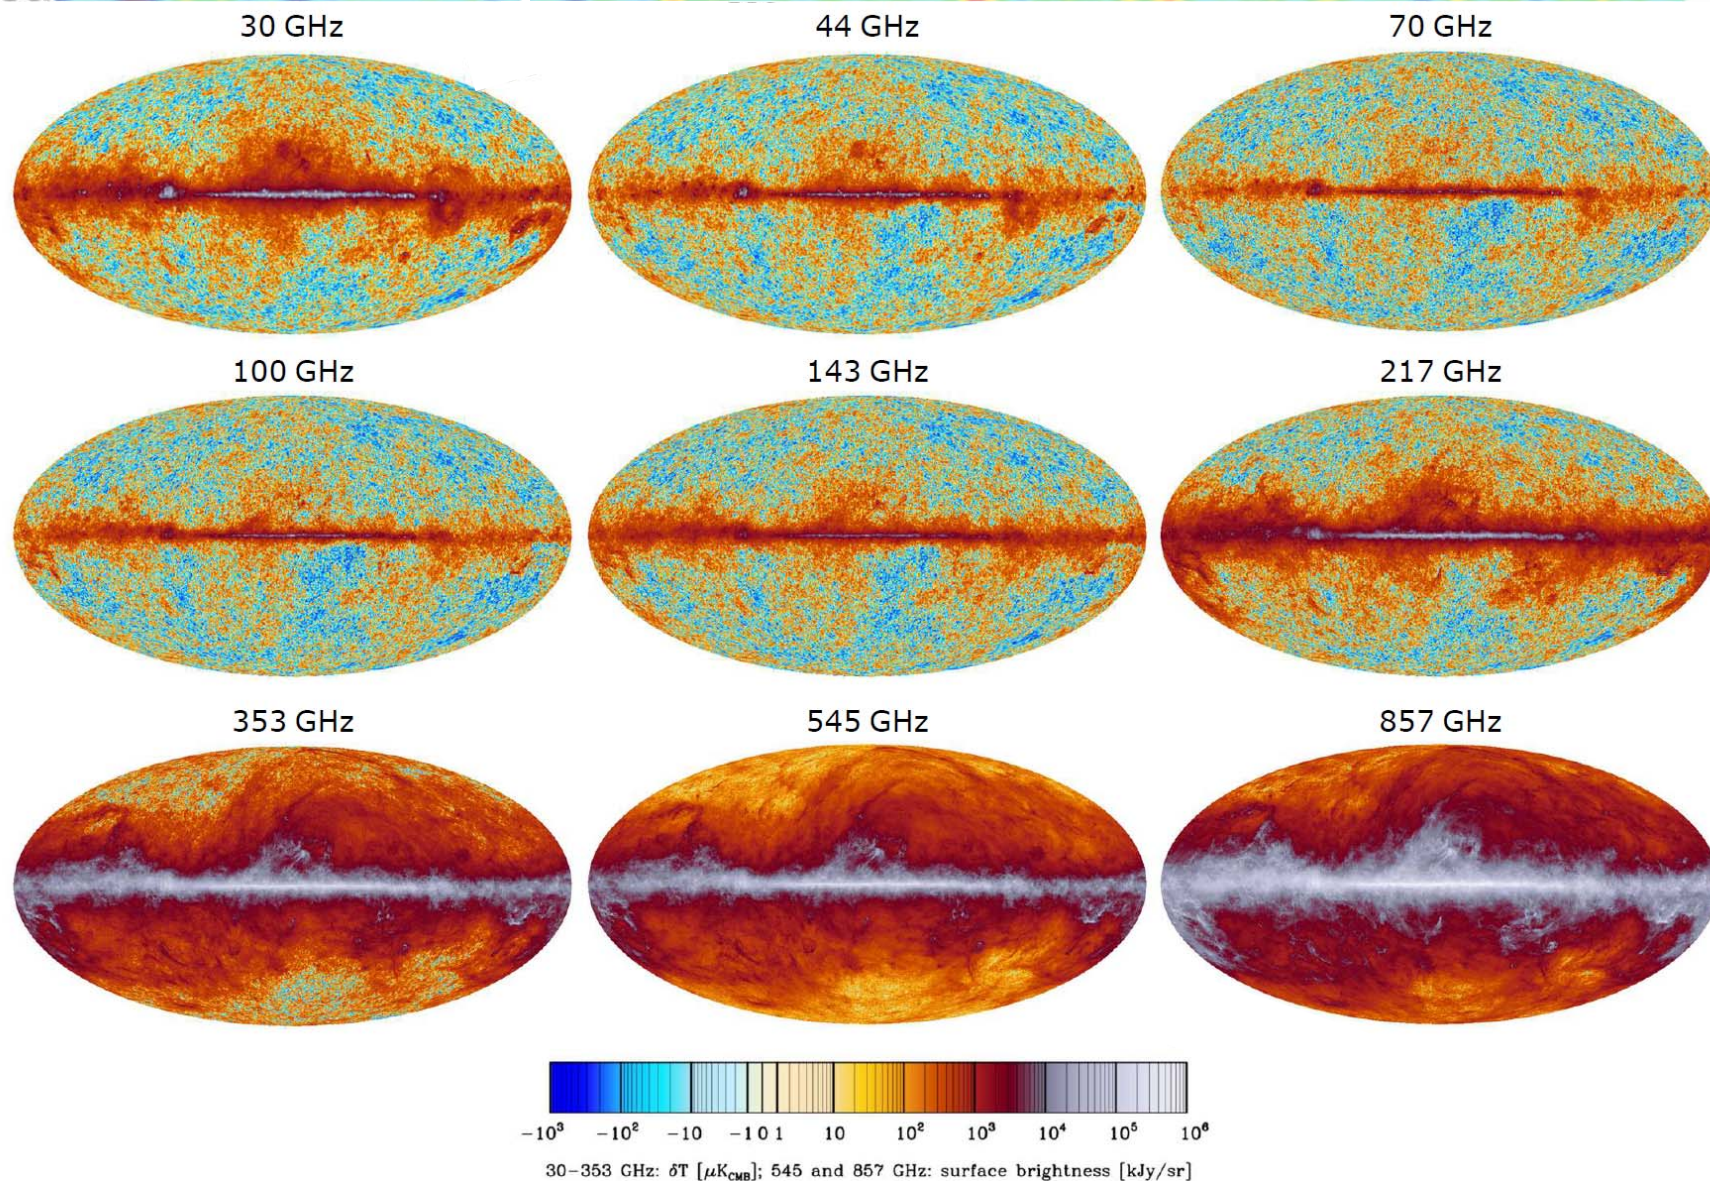 30 GHz
44 GHz
70 GHz
100 GHz
143 GHz
217 GHz
353 GHz
545 GHz
857 GHz
−10³ −10² −10 −1 0 1 10 10² 10³ 10⁴ 10⁵ 10⁶
30−353 GHz: δT [μK_CMB]; 545 and 857 GHz: surface brightness [kJy/sr]